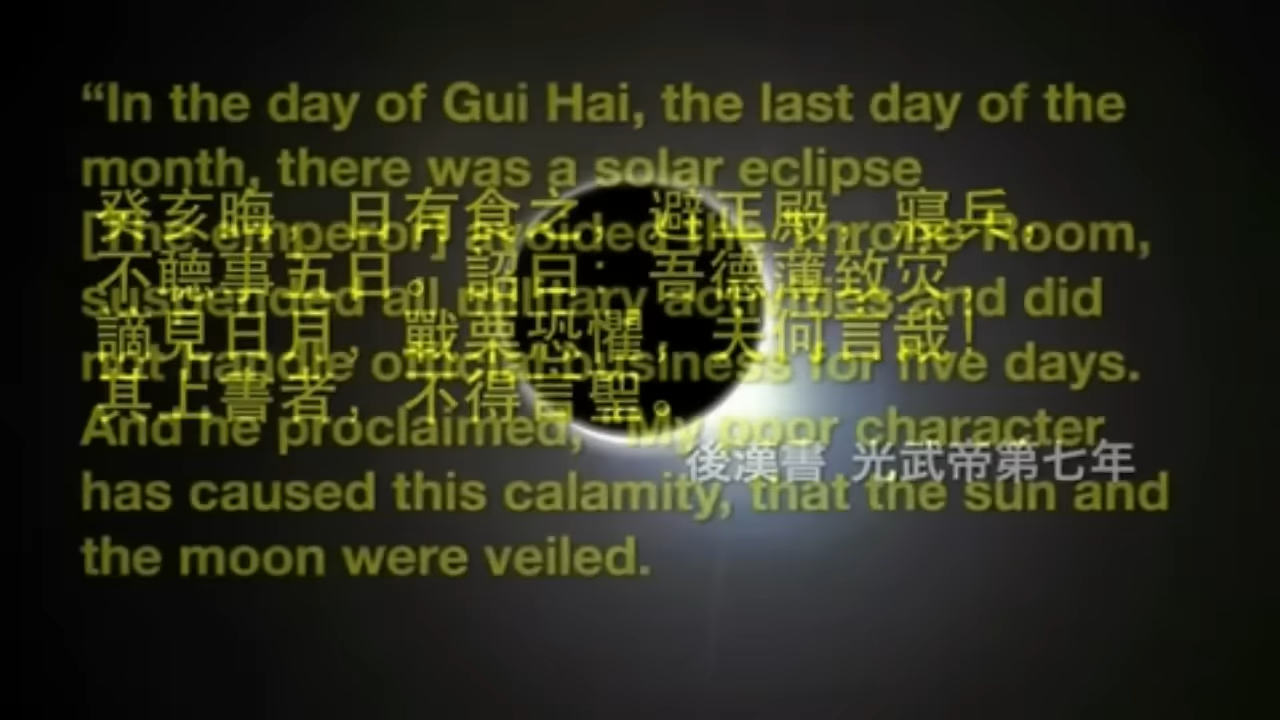 “In the day of Gui Hai, the last day of the
month, there was a solar eclipse
[The emperor] avoided the Throne Room,
suspended all military activities and did
not handle official business for five days.
And he proclaimed, “My poor character
has caused this calamity, that the sun and
the moon were veiled.
癸亥晦，日有食之，避正殿，寢兵，
不聽事五日。詔曰：吾德薄致灾，
謫見日月，戰栗恐懼，夫何言哉！
其上書者，不得言聖。
後漢書 光武帝第七年